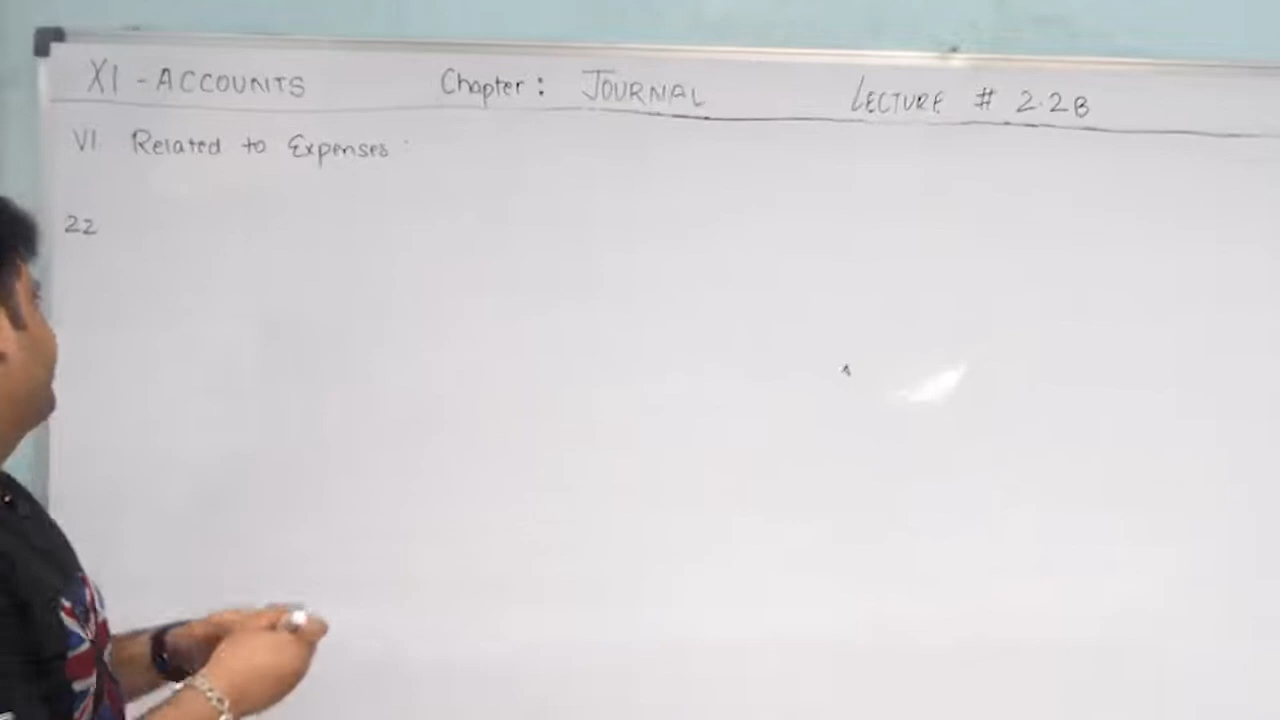 XI - ACCOUNTS Chapter : JOURNAL LECTURE # 2.2B
VI Related to Expenses :
22